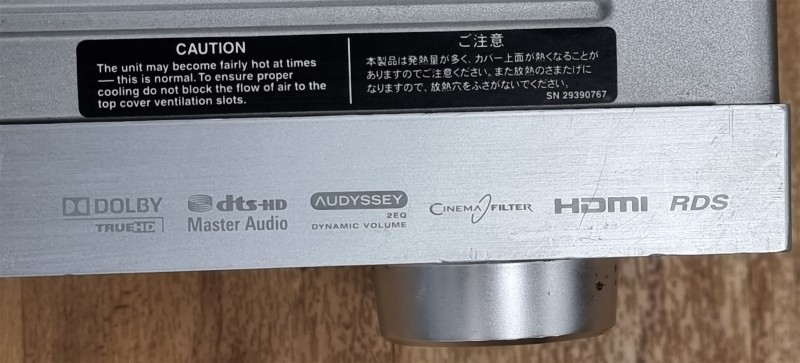 CAUTION
The unit may become fairly hot at times
— this is normal. To ensure proper
cooling do not block the flow of air to the
top cover ventilation slots.
ご注意
本製品は発熱量が多く、カバー上面が熱くなることが
ありますのでご注意ください。また放熱のさまたげに
なりますので、放熱穴をふさがないでください。
SN 29390767
DOLBY
TRUEHD
dts-HD
Master Audio
AUDYSSEY
2EQ
DYNAMIC VOLUME
CINEMA FILTER
HDMI
RDS